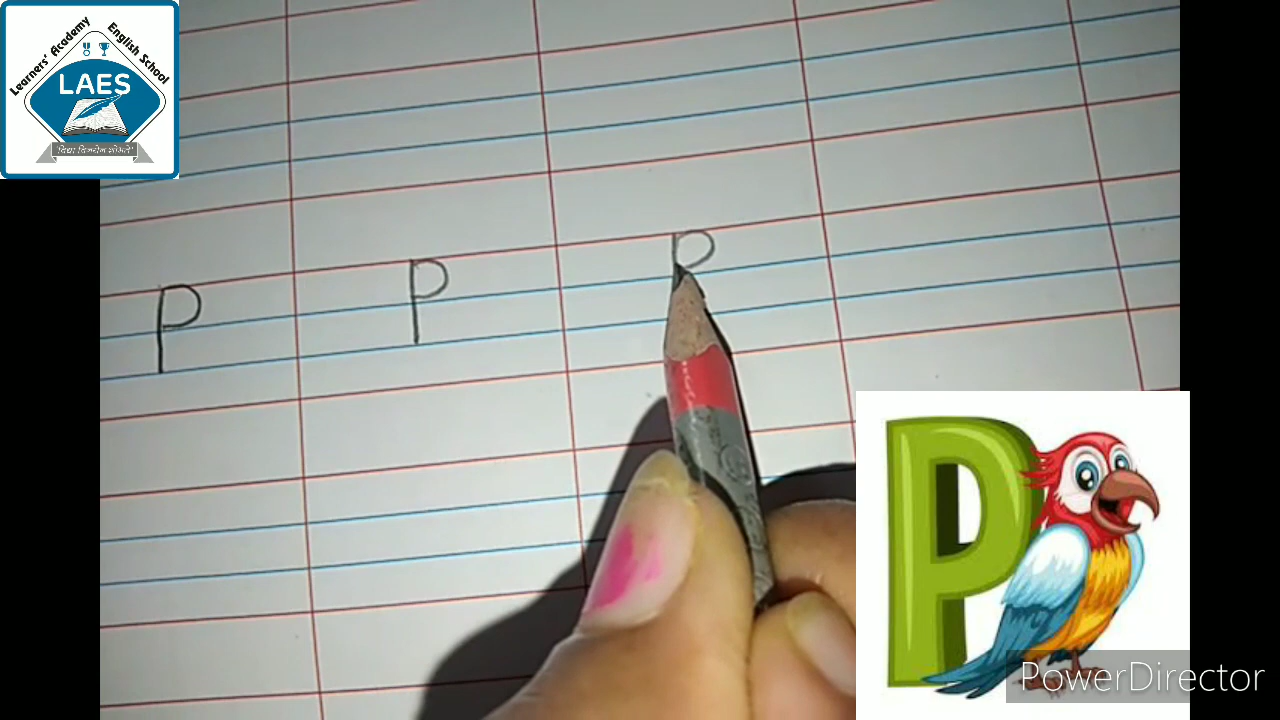 Learners' Academy English School
LAES
P P P
P
PowerDirector